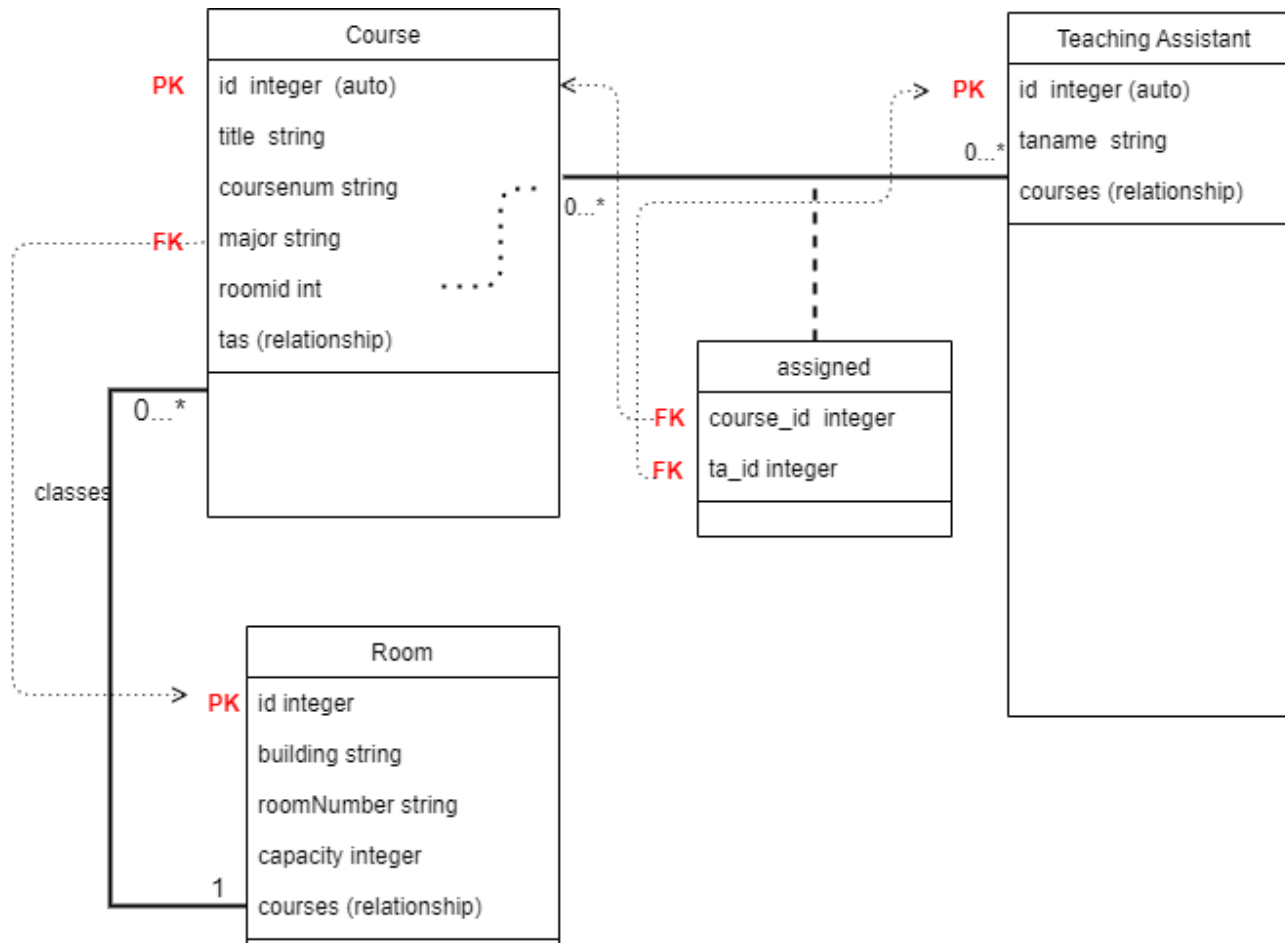 Course
PK id integer (auto)
title string
coursenum string
FK major string
roomid int
tas (relationship)
0...*
0...*
Teaching Assistant
PK id integer (auto)
taname string
courses (relationship)
0...*
assigned
FK course_id integer
FK ta_id integer
classes
Room
PK id integer
building string
roomNumber string
capacity integer
1
courses (relationship)